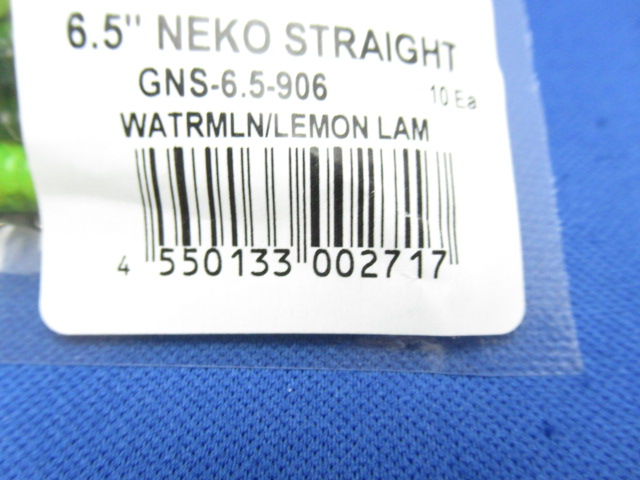 6.5" NEKO STRAIGHT
GNS-6.5-906
10 Ea
WATRMLN/LEMON LAM
4 550133 002717